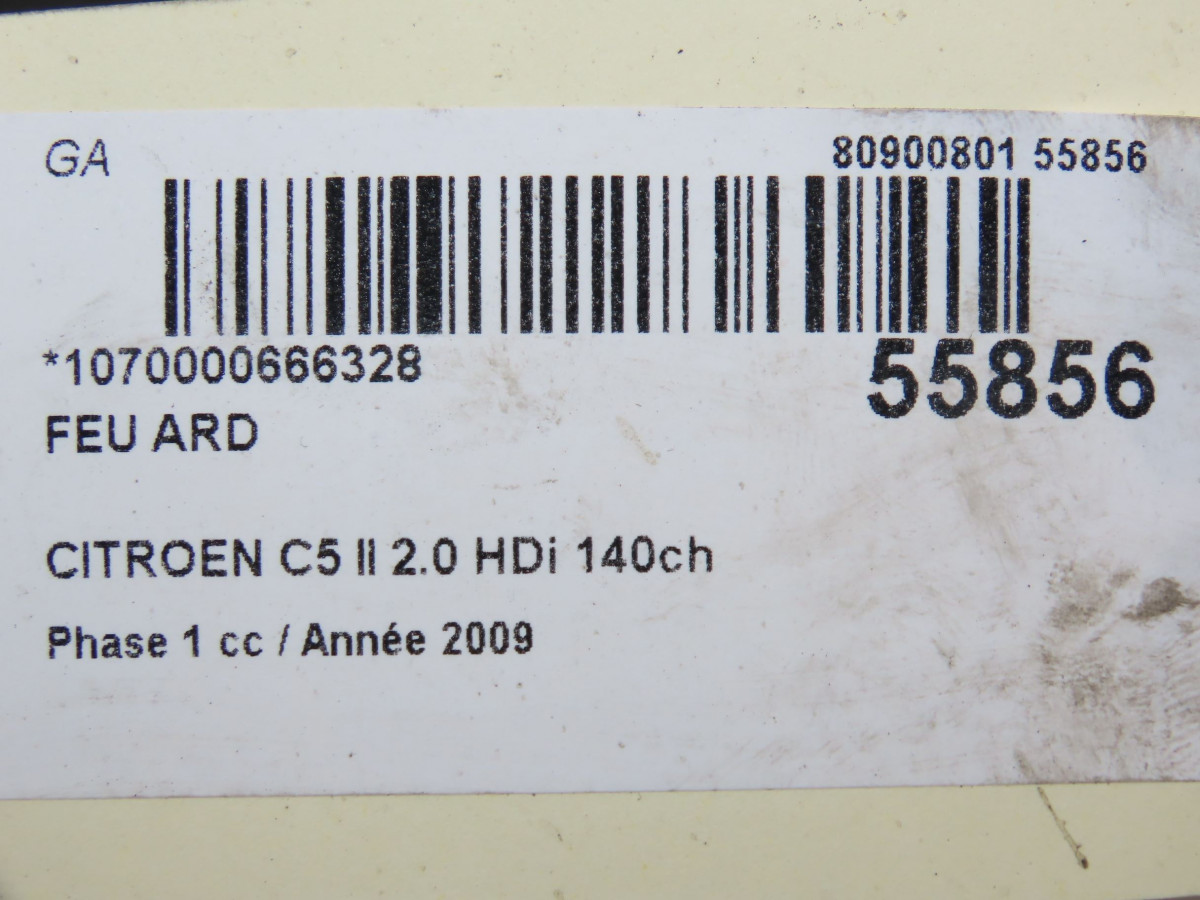 GA 80900801 55856
*1070000666328 55856
FEU ARD
CITROEN C5 II 2.0 HDi 140ch
Phase 1 cc / Année 2009